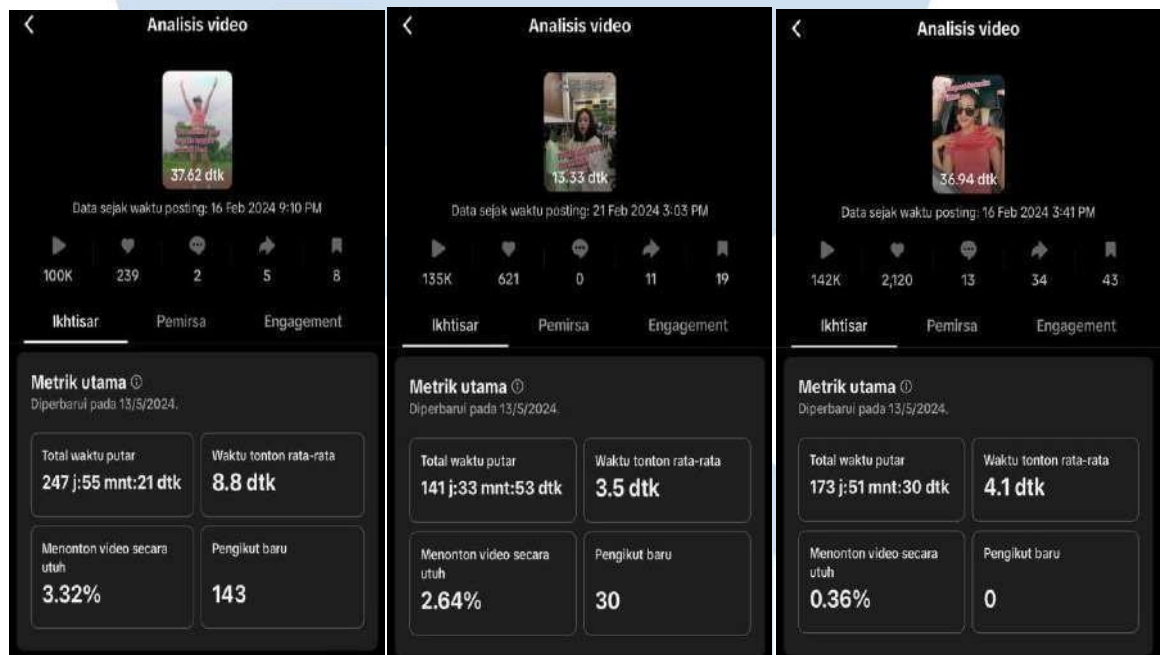 Analisis video
37.62 dtk
Data sejak waktu posting: 16 Feb 2024 9:10 PM
100K 239 2 5 8
Ikhtisar Pemirsa Engagement
Metrik utama
Diperbarui pada 13/5/2024.
Total waktu putar
247 j:55 mnt:21 dtk
Waktu tonton rata-rata
8.8 dtk
Menonton video secara
utuh
3.32%
Pengikut baru
143
Analisis video
13.33 dtk
Data sejak waktu posting: 21 Feb 2024 3:03 PM
135K 621 0 11 19
Ikhtisar Pemirsa Engagement
Metrik utama
Diperbarui pada 13/5/2024.
Total waktu putar
141 j:33 mnt:53 dtk
Waktu tonton rata-rata
3.5 dtk
Menonton video secara
utuh
2.64%
Pengikut baru
30
Analisis video
36.94 dtk
Data sejak waktu posting: 16 Feb 2024 3:41 PM
142K 2,120 13 34 43
Ikhtisar Pemirsa Engagement
Metrik utama
Diperbarui pada 13/5/2024.
Total waktu putar
173 j:51 mnt:30 dtk
Waktu tonton rata-rata
4.1 dtk
Menonton video secara
utuh
0.36%
Pengikut baru
0